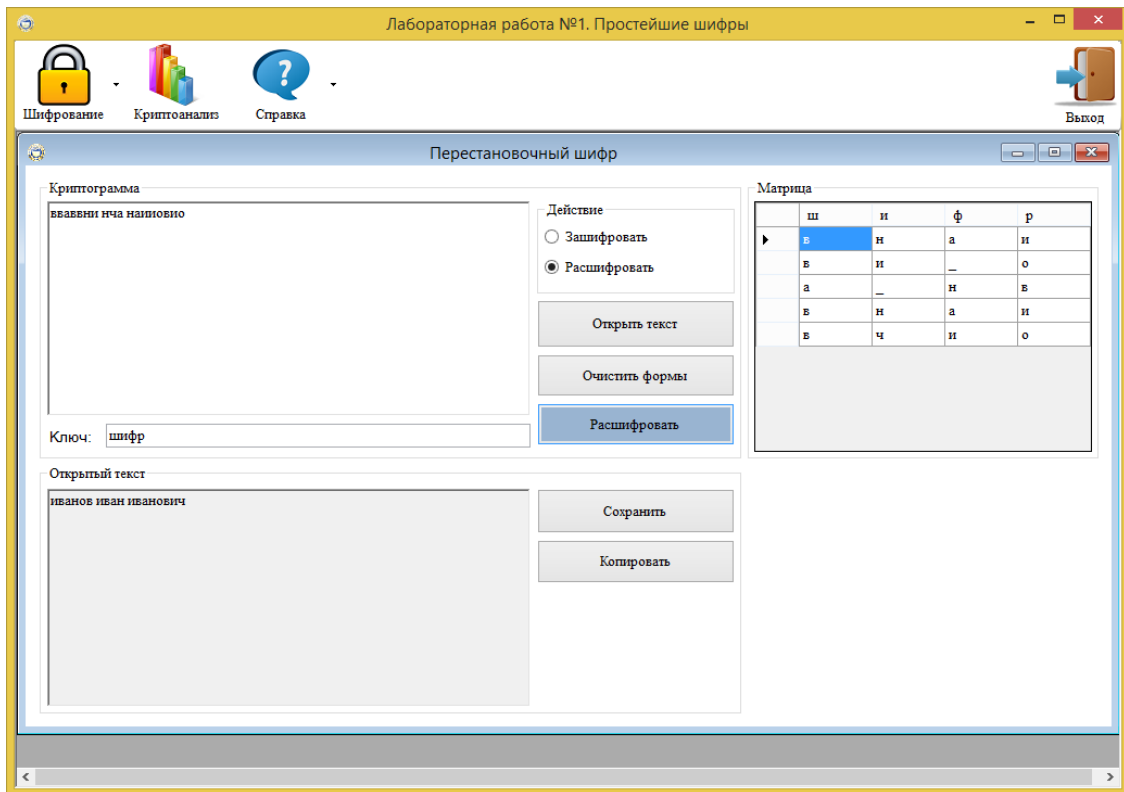 Лабораторная работа №1. Простейшие шифры
Шифрование
Криптоанализ
Справка
Выход
Перестановочный шифр
Криптограмма
вваввни нча наииовио
Ключ: шифр
Действие
Зашифровать
Расшифровать
Открыть текст
Очистить формы
Расшифровать
Матрица
ш и ф р
в н а и
в и _ о
а _ н в
в н а и
в ч и о
Открытый текст
иванов иван иванович
Сохранить
Копировать